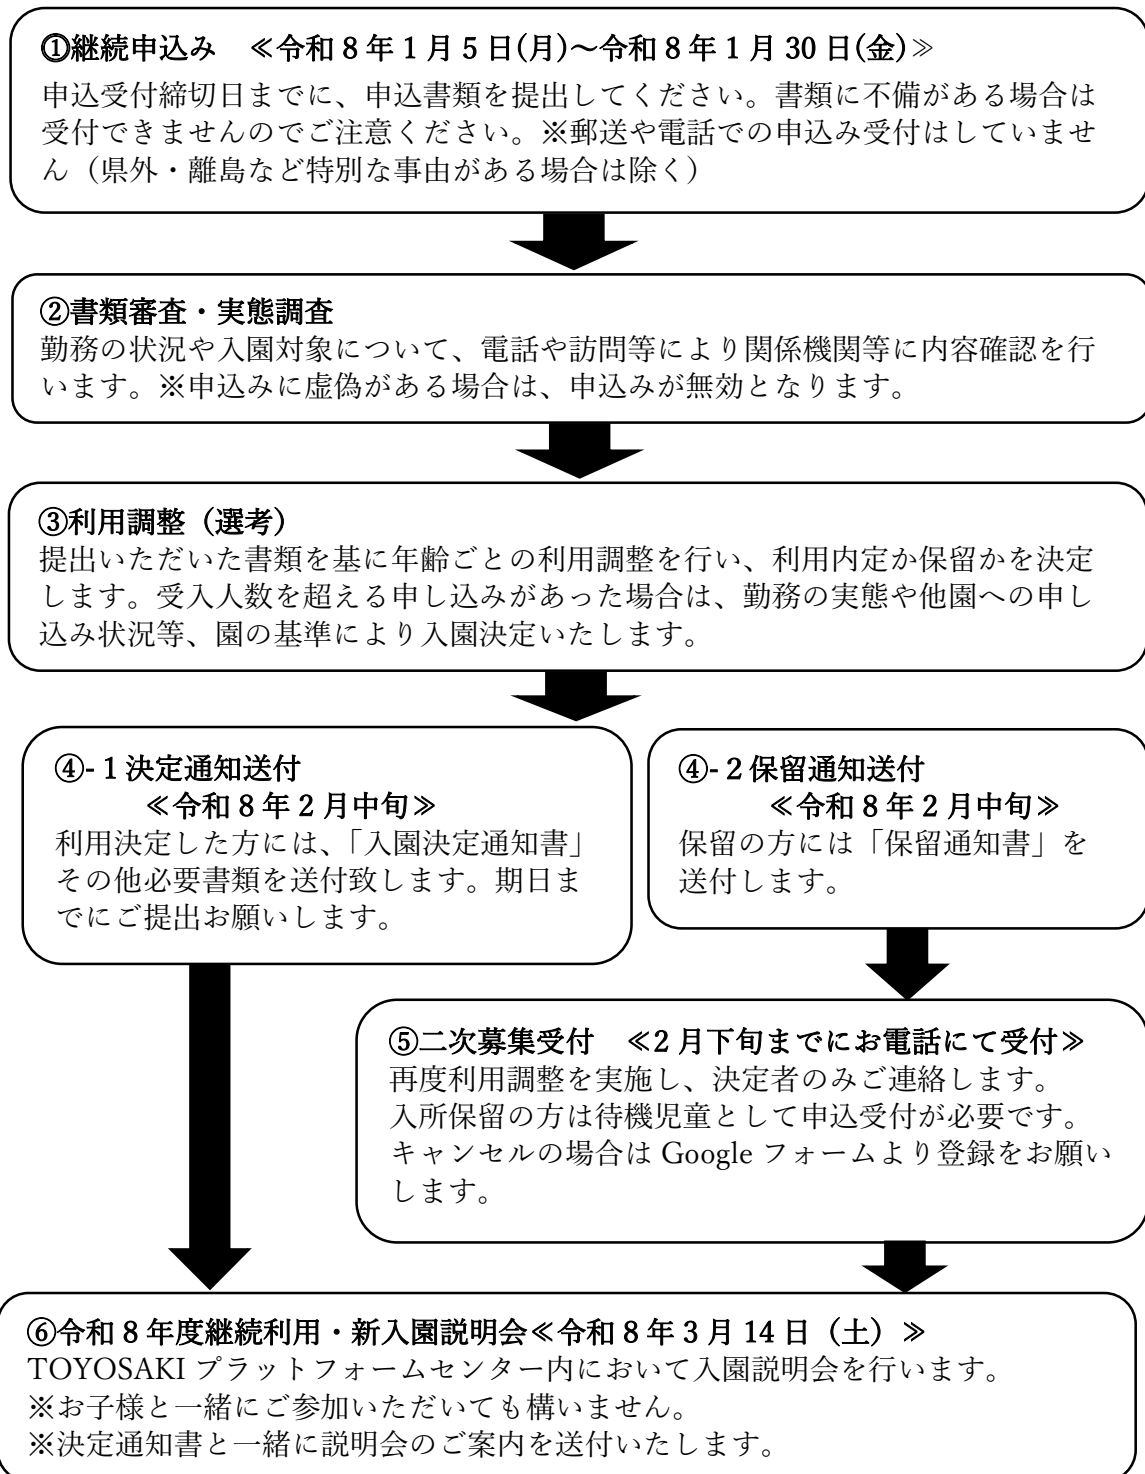 ①継続申込み　≪令和8年1月5日(月)～令和8年1月30日(金)≫
申込受付締切日までに、申込書類を提出してください。書類に不備がある場合は
受付できませんのでご注意ください。※郵送や電話での申込み受付はしていませ
ん（県外・離島など特別な事由がある場合は除く）
②書類審査・実態調査
勤務の状況や入園対象について、電話や訪問等により関係機関等に内容確認を行
います。※申込みに虚偽がある場合は、申込みが無効となります。
③利用調整（選考）
提出いただいた書類を基に年齢ごとの利用調整を行い、利用内定か保留かを決定
します。受入人数を超える申し込みがあった場合は、勤務の実態や他園への申し
込み状況等、園の基準により入園決定いたします。
④-1決定通知送付
≪令和8年2月中旬≫
利用決定した方には、「入園決定通知書」
その他必要書類を送付致します。期日ま
でにご提出お願いします。
④-2保留通知送付
≪令和8年2月中旬≫
保留の方には「保留通知書」を
送付します。
⑤二次募集受付　≪2月下旬までにお電話にて受付≫
再度利用調整を実施し、決定者のみご連絡します。
入所保留の方は待機児童として申込受付が必要です。
キャンセルの場合は Google フォームより登録をお願い
します。
⑥令和8年度継続利用・新入園説明会≪令和8年3月14日（土）≫
TOYOSAKI プラットフォームセンター内において入園説明会を行います。
※お子様と一緒にご参加いただいても構いません。
※決定通知書と一緒に説明会のご案内を送付いたします。